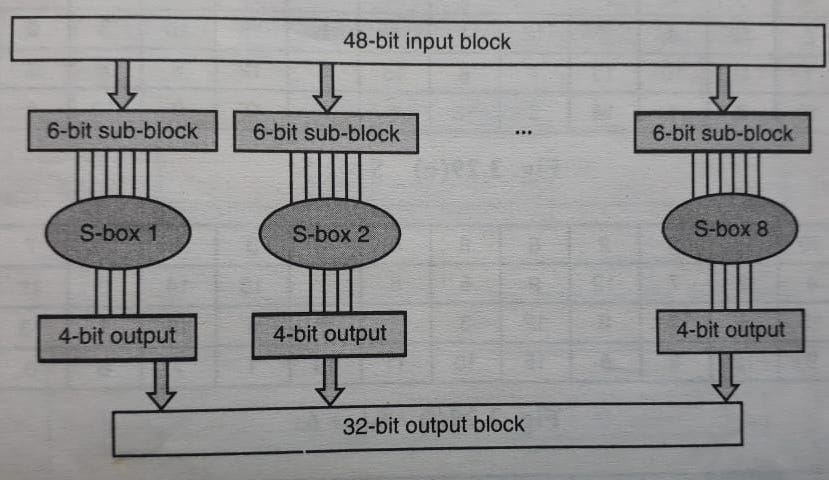 48-bit input block
6-bit sub-block 6-bit sub-block ... 6-bit sub-block
S-box 1 S-box 2 S-box 8
4-bit output 4-bit output 4-bit output
32-bit output block